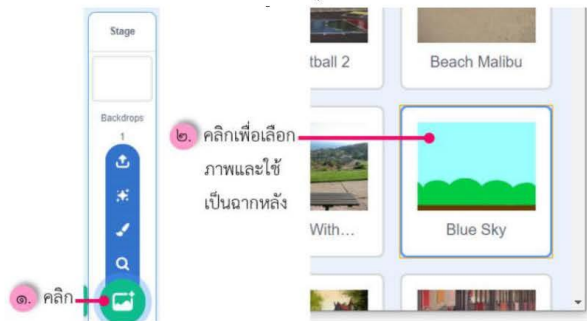 Stage
Backdrops
1
๑. คลิก
๒. คลิกเพื่อเลือก
ภาพและใช้
เป็นฉากหลัง
tball 2
Beach Malibu
With...
Blue Sky